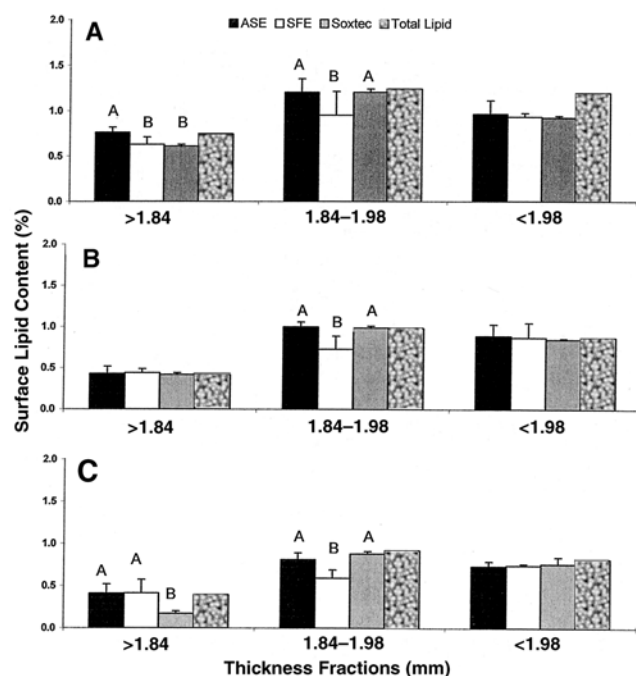 A
ASE SFE Soxtec Total Lipid
2.0
1.5
1.0
0.5
0.0
A B B
A B A
>1.84 1.84–1.98 <1.98
B
2.0
1.5
1.0
0.5
0.0
A B A
>1.84 1.84–1.98 <1.98
C
2.0
1.5
1.0
0.5
0.0
A A B
A B A
>1.84 1.84–1.98 <1.98
Surface Lipid Content (%)
Thickness Fractions (mm)